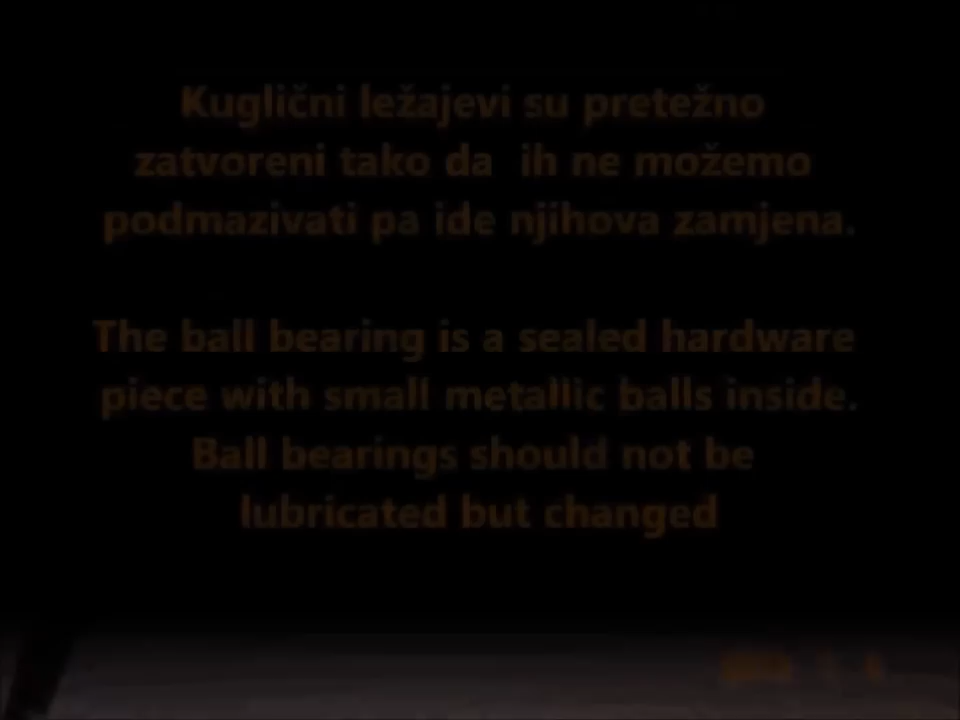 Kuglični ležajevi su pretežno
zatvoreni tako da ih ne možemo
podmazivati pa ide njihova zamjena.
The ball bearing is a sealed hardware
piece with small metallic balls inside.
Ball bearings should not be
lubricated but changed